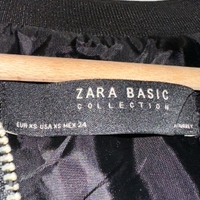 ZARA BASIC
COLLECTION
EUR XS USA XS MEX 24